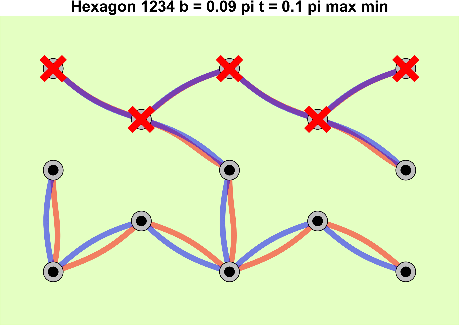 Hexagon 1234 b = 0.09 pi t = 0.1 pi max min